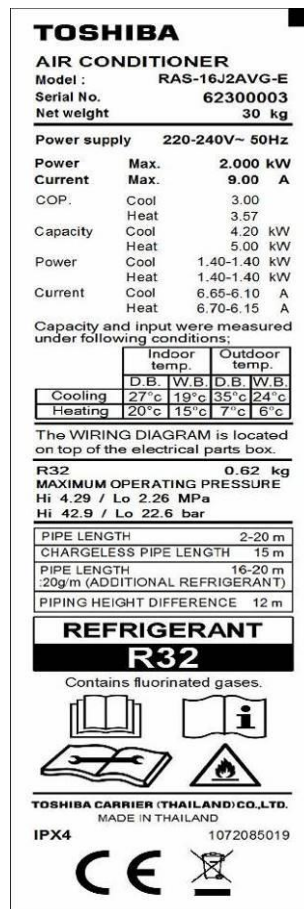 TOSHIBA
AIR CONDITIONER
Model : RAS-16J2AVG-E
Serial No. 62300003
Net weight 30 kg
Power supply 220-240V~ 50Hz
Power Max. 2.000 kW
Current Max. 9.00 A
COP. Cool 3.00
Heat 3.57
Capacity Cool 4.20 kW
Heat 5.00 kW
Power Cool 1.40-1.40 kW
Heat 1.40-1.40 kW
Current Cool 6.65-6.10 A
Heat 6.70-6.15 A
Capacity and input were measured
under following conditions;
Indoor temp. Outdoor temp.
D.B. W.B. D.B. W.B.
Cooling 27°c 19°c 35°c 24°c
Heating 20°c 15°c 7°c 6°c
The WIRING DIAGRAM is located
on top of the electrical parts box.
R32 0.62 kg
MAXIMUM OPERATING PRESSURE
Hi 4.29 / Lo 2.26 MPa
Hi 42.9 / Lo 22.6 bar
PIPE LENGTH 2-20 m
CHARGELESS PIPE LENGTH 15 m
PIPE LENGTH 16-20 m
:20g/m (ADDITIONAL REFRIGERANT)
PIPING HEIGHT DIFFERENCE 12 m
REFRIGERANT
R32
Contains fluorinated gases.
i
TOSHIBA CARRIER (THAILAND) CO.,LTD.
MADE IN THAILAND
IPX4 1072085019
CE